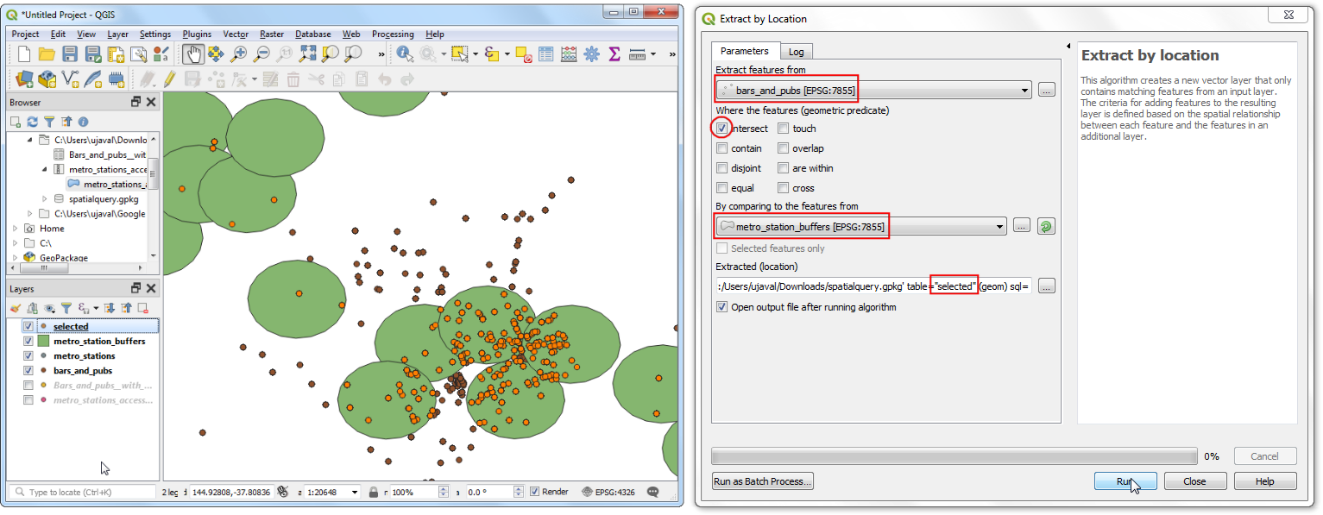 *Untitled Project - QGIS
Project Edit View Layer Settings Plugins Vector Raster Database Web Processing Help
Browser
C:\Users\ujaval\Downlo
Bars_and_pubs__wit
metro_stations_acce
metro_stations_a
spatialquery.gpkg
C:\Users\ujaval\Google
Home
C:\
GeoPackage
Layers
selected
metro_station_buffers
metro_stations
bars_and_pubs
Bars_and_pubs__with_...
metro_stations_access...
Type to locate (Ctrl+K)
2 leg 144.92808,-37.80836 1:20648 100% 0.0 ° Render EPSG:4326
Extract by Location
Parameters Log
Extract features from
bars_and_pubs [EPSG:7855] ...
Where the features (geometric predicate)
intersect touch
contain overlap
disjoint are within
equal cross
By comparing to the features from
metro_station_buffers [EPSG:7855] ...
Selected features only
Extracted (location)
:/Users/ujaval/Downloads/spatialquery.gpkg' table="selected" (geom) sql= ...
Open output file after running algorithm
Extract by location
This algorithm creates a new vector layer that only
contains matching features from an input layer.
The criteria for adding features to the resulting
layer is defined based on the spatial relationship
between each feature and the features in an
additional layer.
0% Cancel
Run as Batch Process... Run Close Help